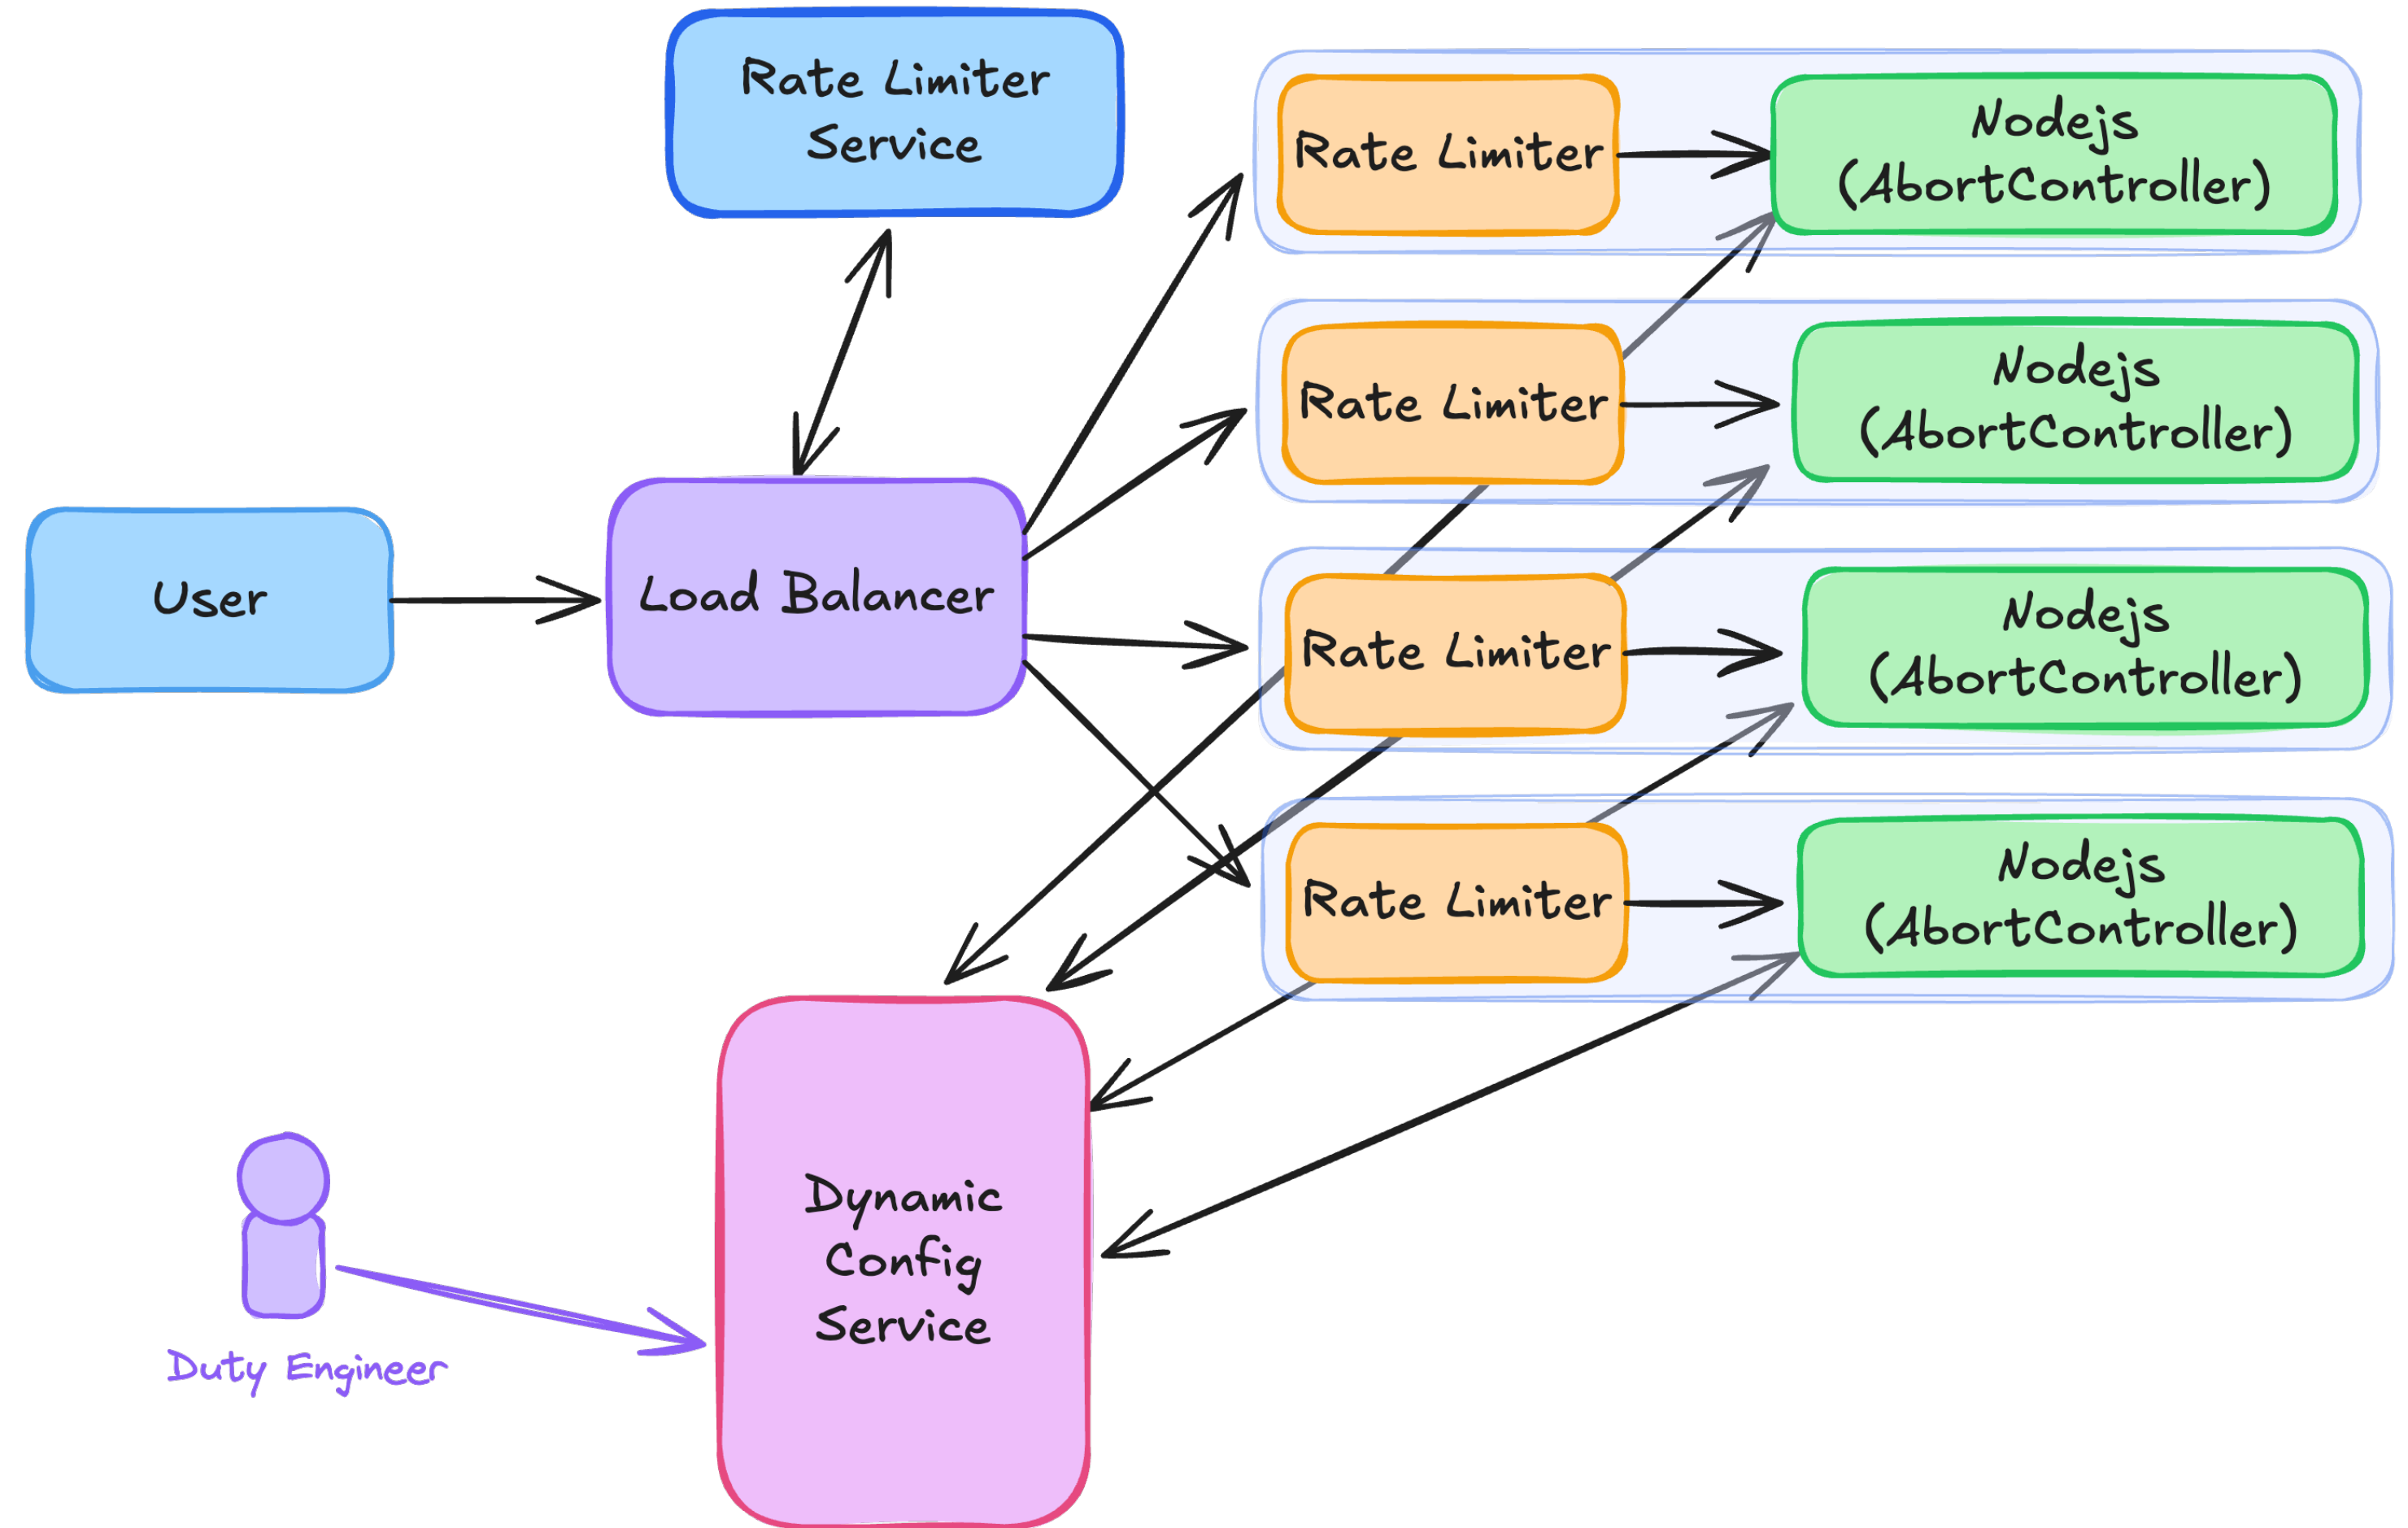 Rate Limiter
Service
Rate Limiter
Nodejs
(AbortController)
Rate Limiter
Nodejs
(AbortController)
User
Load Balancer
Rate Limiter
Nodejs
(AbortController)
Rate Limiter
Nodejs
(AbortController)
Dynamic
Config
Service
Duty Engineer